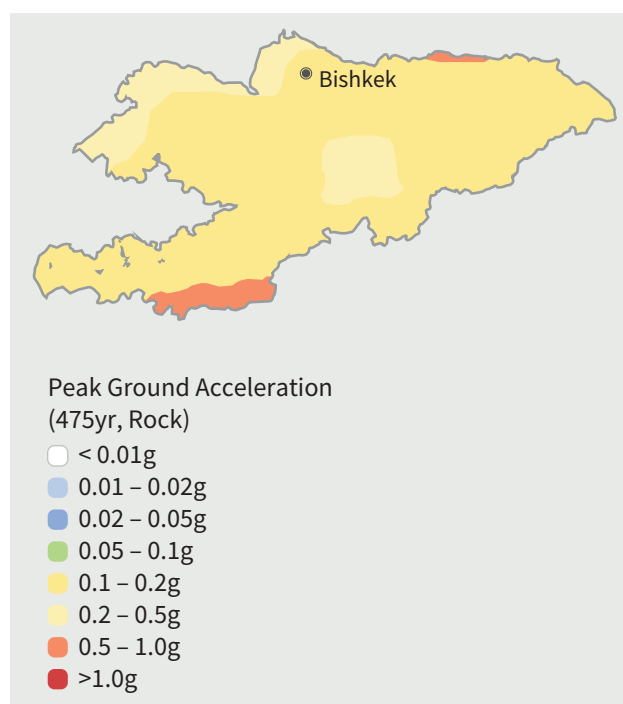 Bishkek
Peak Ground Acceleration
(475yr, Rock)
< 0.01g
0.01 – 0.02g
0.02 – 0.05g
0.05 – 0.1g
0.1 – 0.2g
0.2 – 0.5g
0.5 – 1.0g
>1.0g